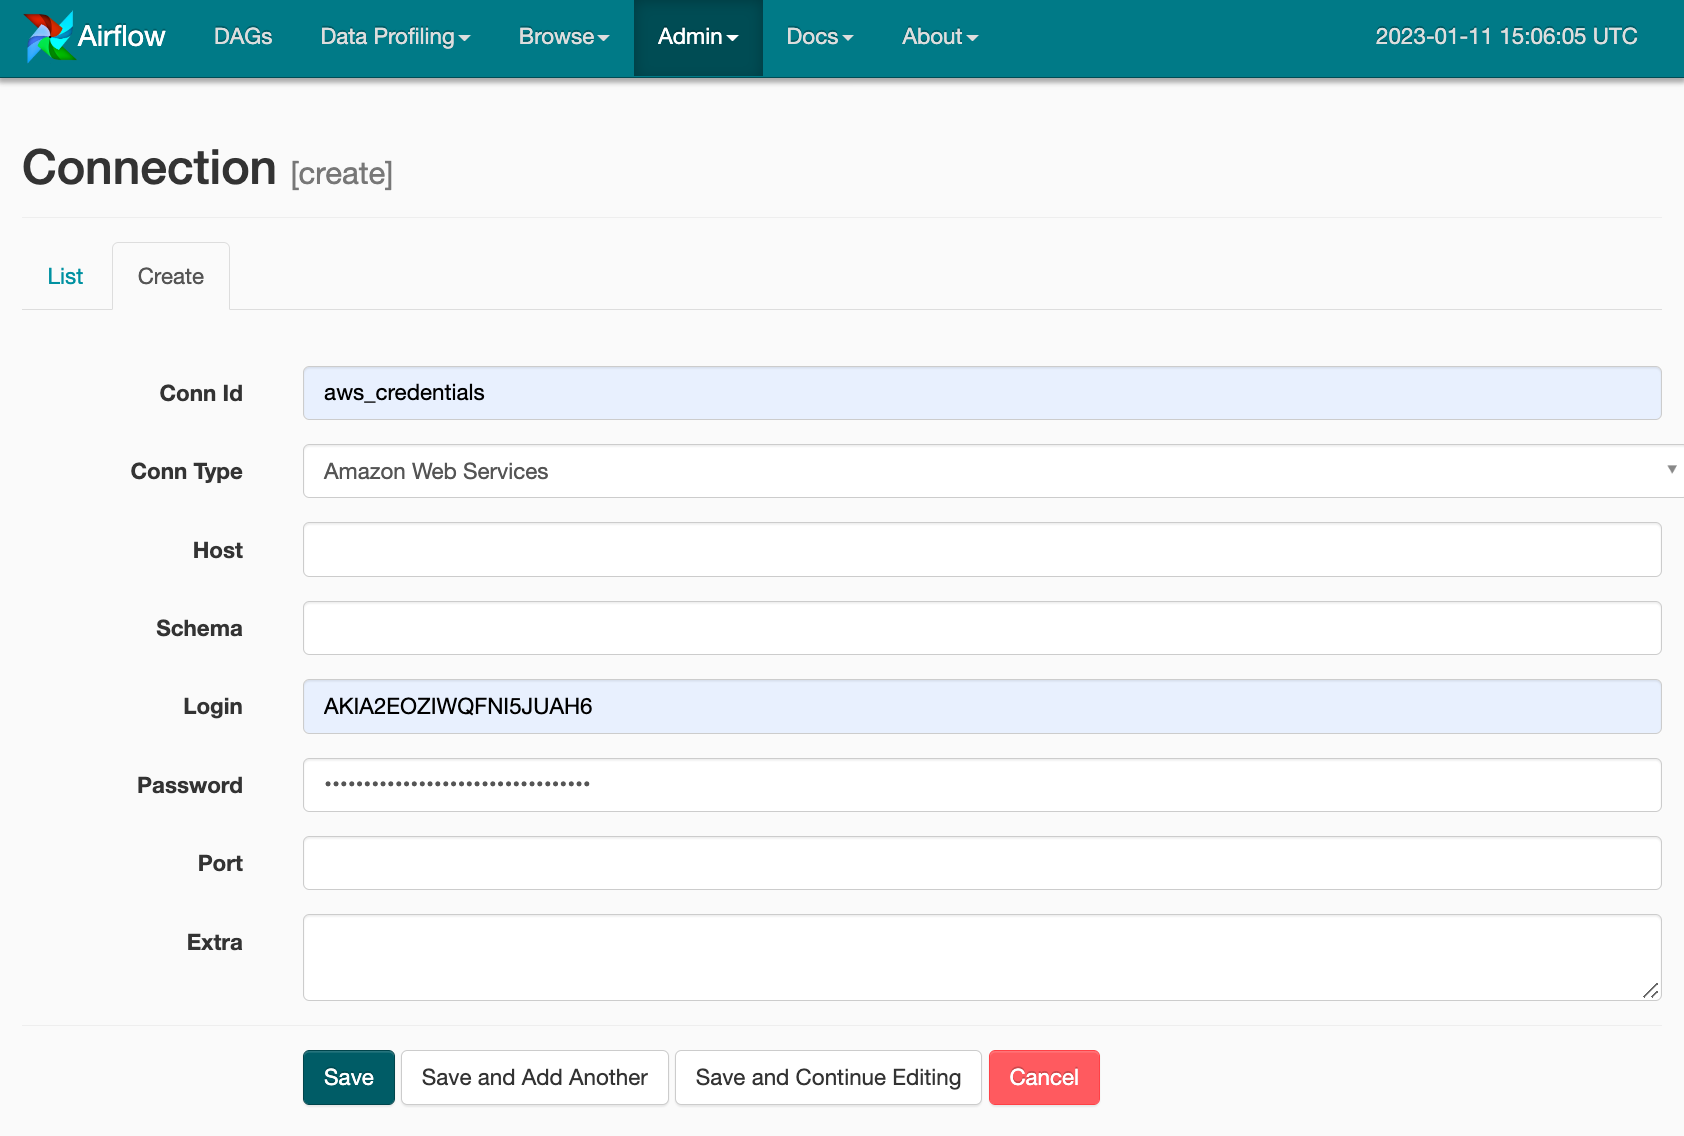 Airflow DAGs Data Profiling Browse Admin Docs About 2023-01-11 15:06:05 UTC
Connection [create]
List Create
Conn Id aws_credentials
Conn Type Amazon Web Services
Host
Schema
Login AKIA2EOZIWQFNI5JUAH6
Password ••••••••••••••••••••••••••••••••••
Port
Extra
Save Save and Add Another Save and Continue Editing Cancel